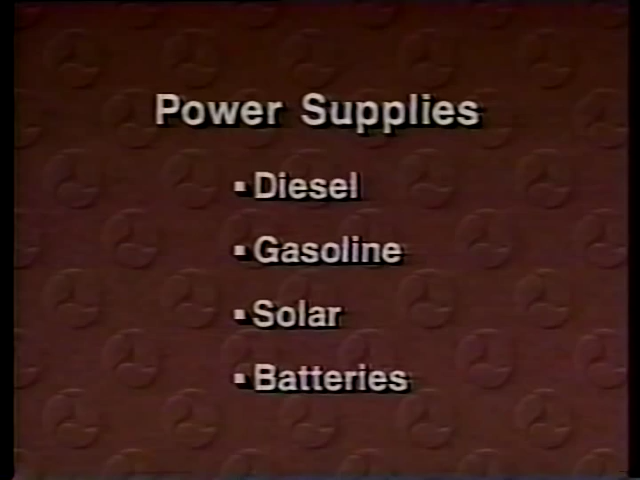 Power Supplies
▪ Diesel
▪ Gasoline
▪ Solar
▪ Batteries